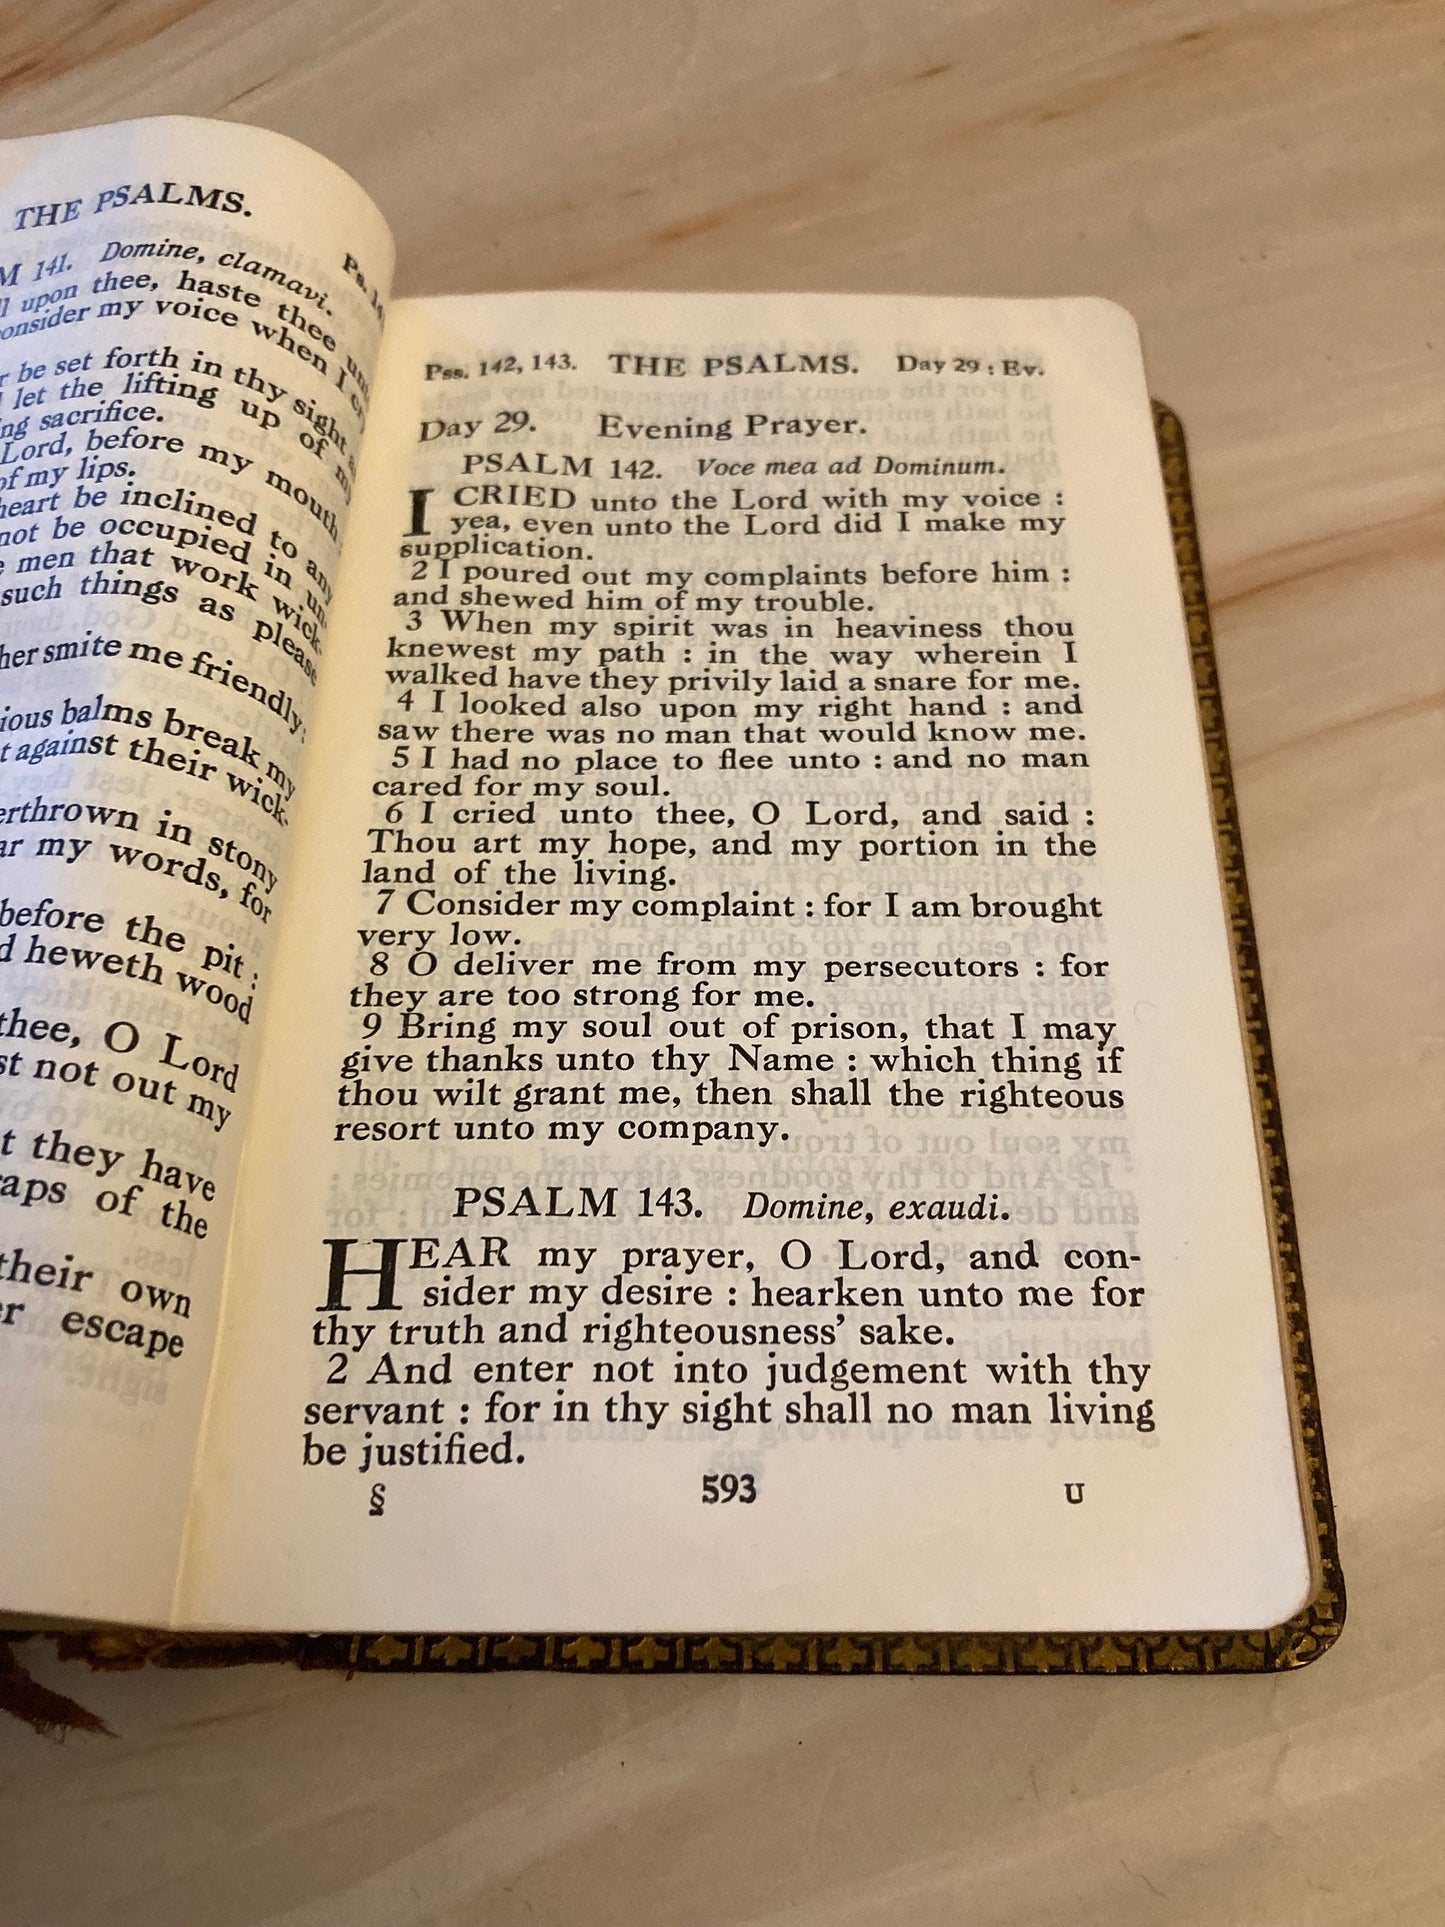 THE PSALMS.
141. Domine, clamavi.
upon thee, haste thee
consider my voice when I
be set forth in thy sight
let the lifting up of my
sacrifice.
Lord, before my mouth
of my lips.
heart be inclined to any
not be occupied in
men that work wick-
such things as please
smite me friendly:
balms break my
against their wick-
in stony
my words, for
before the pit :
heweth wood
thee, O Lord
not out my
they have
of the
their own
escape
Pss. 142, 143. THE PSALMS. Day 29 : Ev.
Day 29. Evening Prayer.
PSALM 142. Voce mea ad Dominum.
I CRIED unto the Lord with my voice :
yea, even unto the Lord did I make my
supplication.
2 I poured out my complaints before him :
and shewed him of my trouble.
3 When my spirit was in heaviness thou
knewest my path : in the way wherein I
walked have they privily laid a snare for me.
4 I looked also upon my right hand : and
saw there was no man that would know me.
5 I had no place to flee unto : and no man
cared for my soul.
6 I cried unto thee, O Lord, and said :
Thou art my hope, and my portion in the
land of the living.
7 Consider my complaint : for I am brought
very low.
8 O deliver me from my persecutors : for
they are too strong for me.
9 Bring my soul out of prison, that I may
give thanks unto thy Name : which thing if
thou wilt grant me, then shall the righteous
resort unto my company.
PSALM 143. Domine, exaudi.
HEAR my prayer, O Lord, and con-
sider my desire : hearken unto me for
thy truth and righteousness' sake.
2 And enter not into judgement with thy
servant : for in thy sight shall no man living
be justified.
§ 593 U